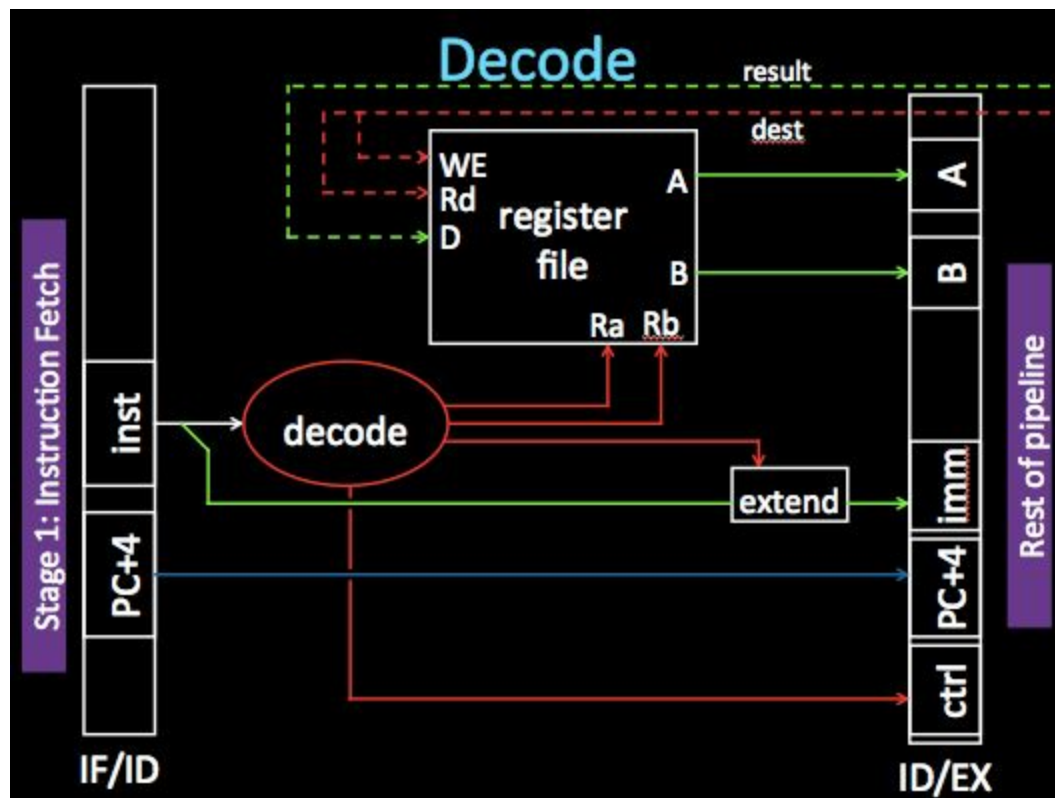 Decode
result
dest
WE
Rd
D
register
file
A
B
Ra
Rb
A
B
Stage 1: Instruction Fetch
inst
decode
extend
imm
PC+4
PC+4
ctrl
Rest of pipeline
IF/ID
ID/EX